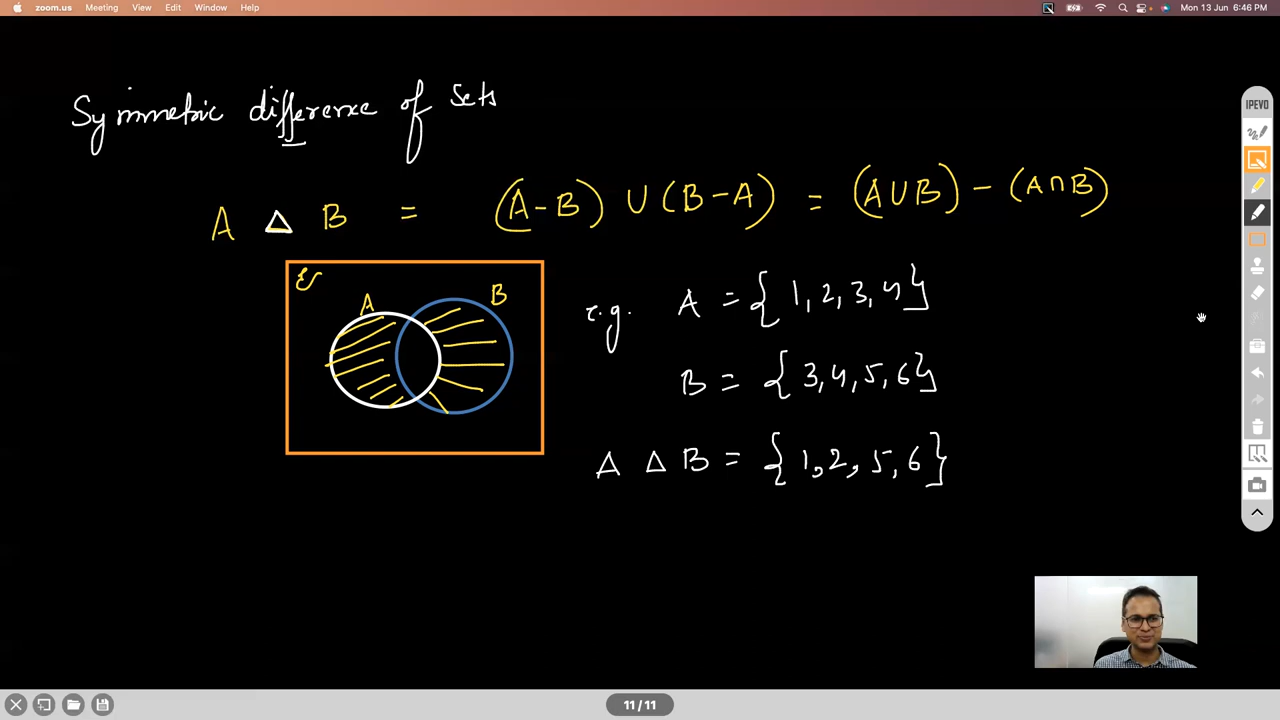 zoom.us Meeting View Edit Window Help Mon 13 Jun 6:46 PM
IPEVO
Symmetric difference of Sets
A Δ B = (A-B) ∪ (B-A) = (A∪B) - (A∩B)
A B
e.g. A = {1,2,3,4}
B = {3,4,5,6}
A Δ B = {1,2,5,6}
11/11